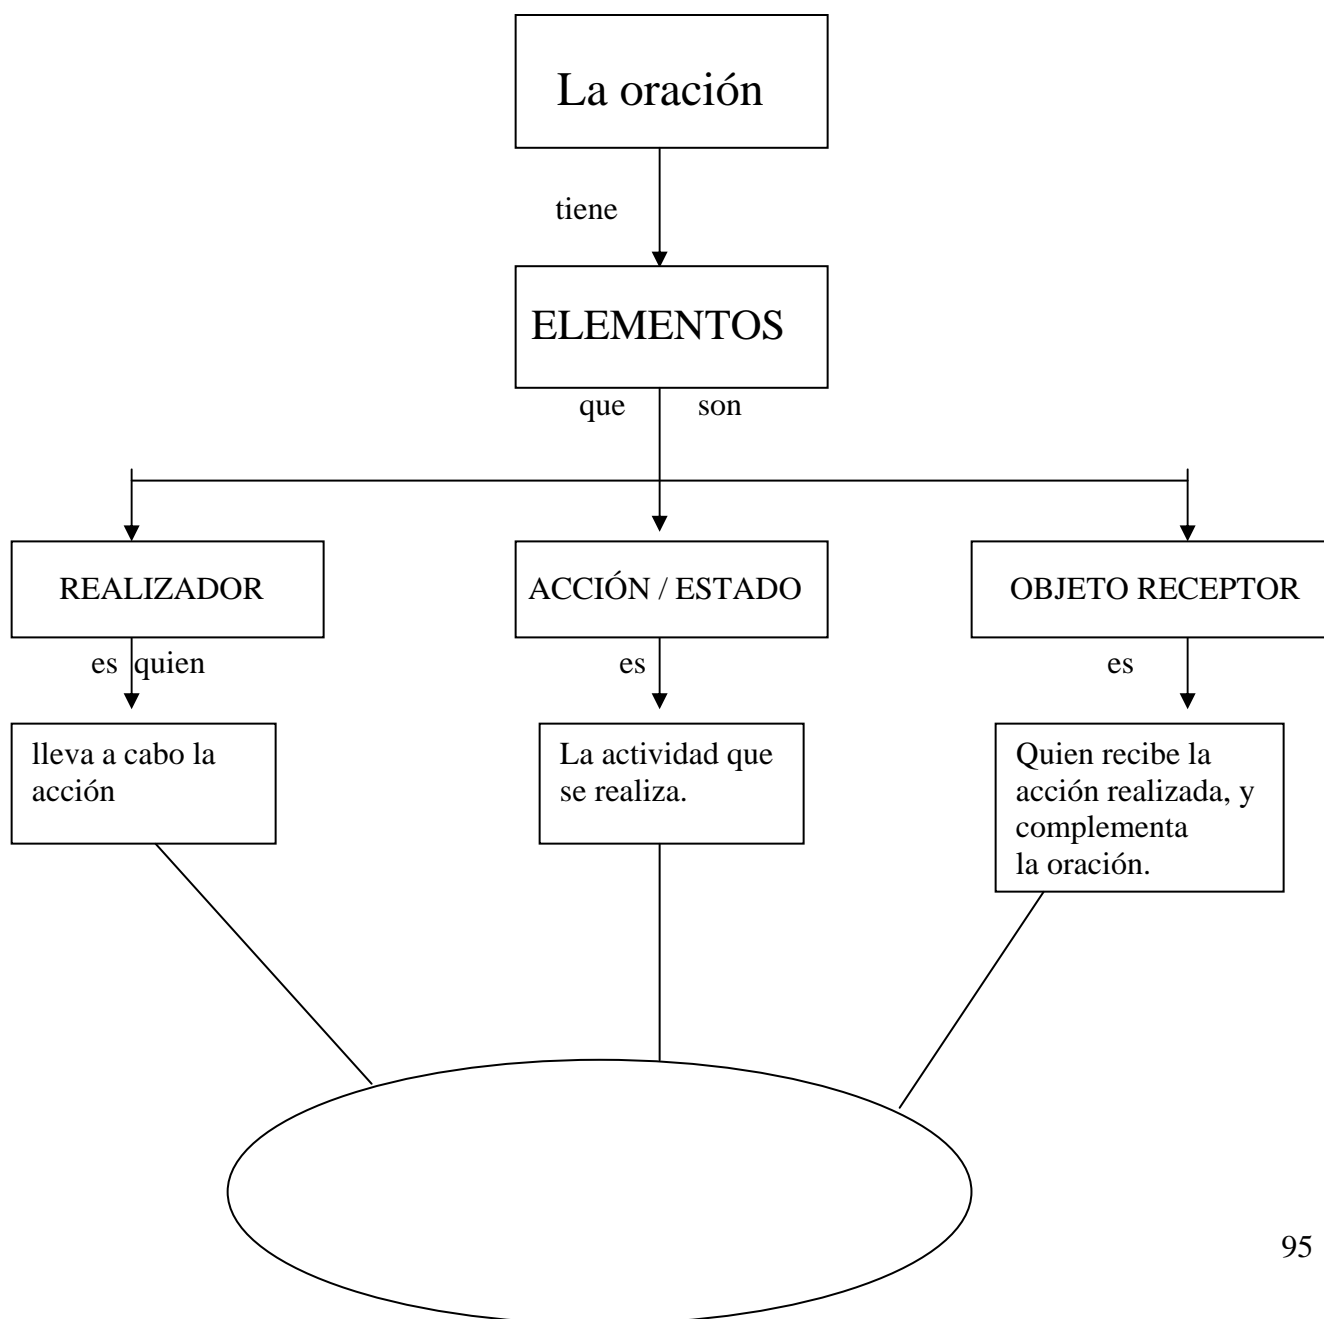 La oración
tiene
ELEMENTOS
que son
REALIZADOR
ACCIÓN / ESTADO
OBJETO RECEPTOR
es quien
es
es
lleva a cabo la
acción
La actividad que
se realiza.
Quien recibe la
acción realizada, y
complementa
la oración.
95